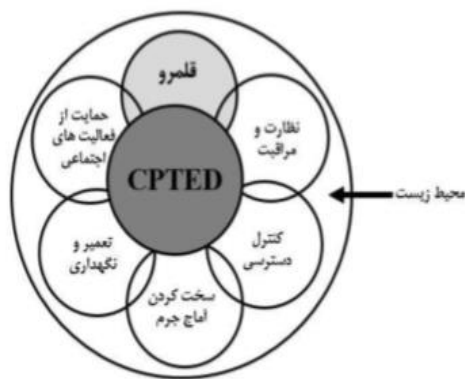 قلمرو
نظارت و
مراقبت
محیط زیست
کنترل
دسترسی
سخت کردن
آماج جرم
تعمیر و
نگهداری
حمایت از
فعالیت های
اجتماعی
CPTED